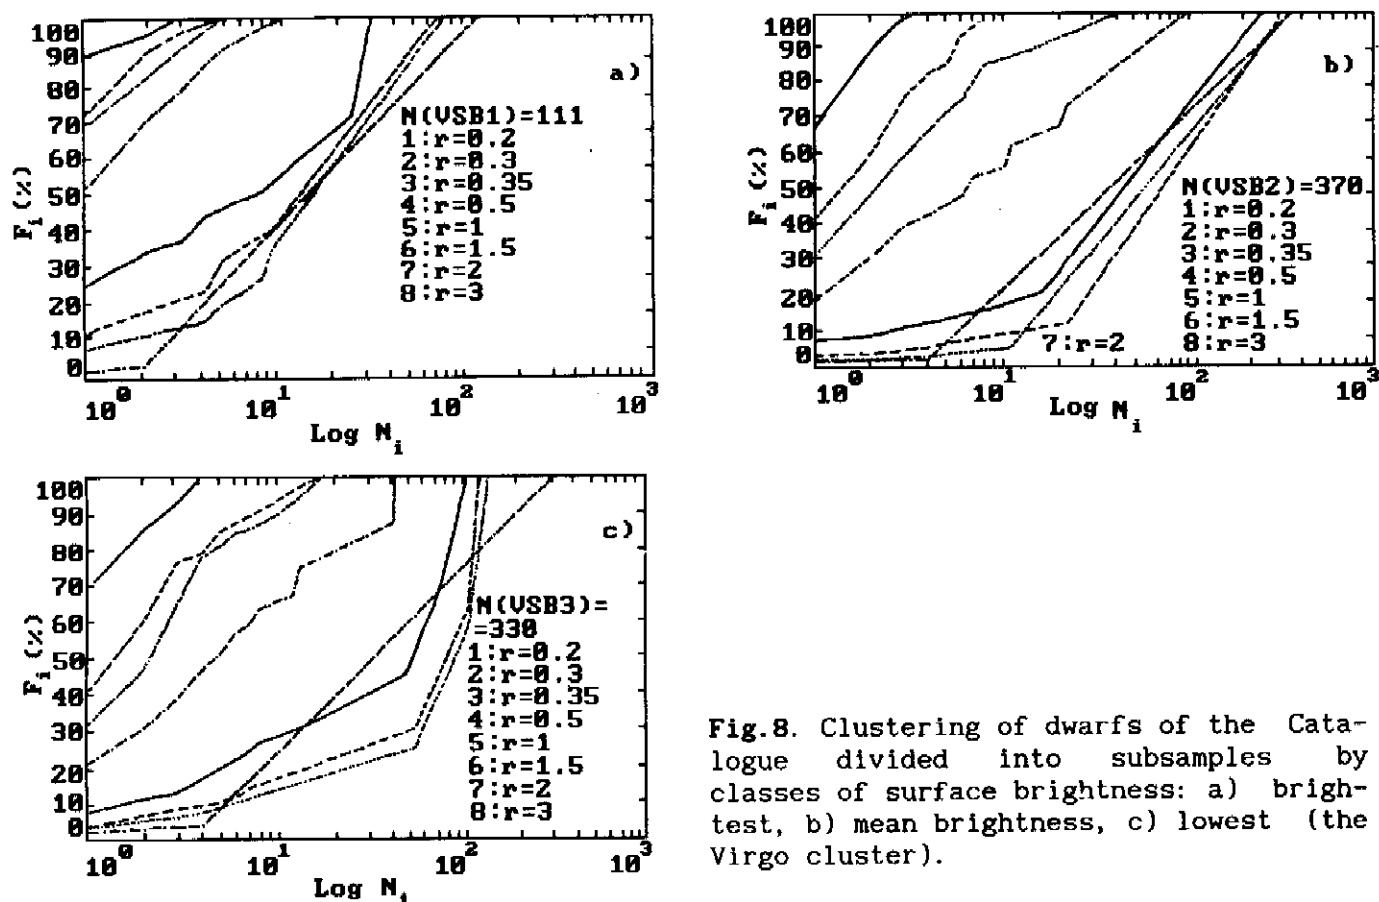 100
90
80
70
60
50
40
30
20
10
0
F_i (%)
a)
N(VSB1)=111
1:r=0.2
2:r=0.3
3:r=0.35
4:r=0.5
5:r=1
6:r=1.5
7:r=2
8:r=3
10^0 10^1 10^2 10^3
Log N_i
100
90
80
70
60
50
40
30
20
10
0
F_i (%)
b)
N(VSB2)=370
1:r=0.2
2:r=0.3
3:r=0.35
4:r=0.5
5:r=1
6:r=1.5
7:r=2 8:r=3
10^0 10^1 10^2 10^3
Log N_i
100
90
80
70
60
50
40
30
20
10
0
F_i (%)
c)
N(VSB3)=
=330
1:r=0.2
2:r=0.3
3:r=0.35
4:r=0.5
5:r=1
6:r=1.5
7:r=2
8:r=3
10^0 10^1 10^2 10^3
Log N_i
Fig.8. Clustering of dwarfs of the Cata-
logue divided into subsamples by
classes of surface brightness: a) brigh-
test, b) mean brightness, c) lowest (the
Virgo cluster).